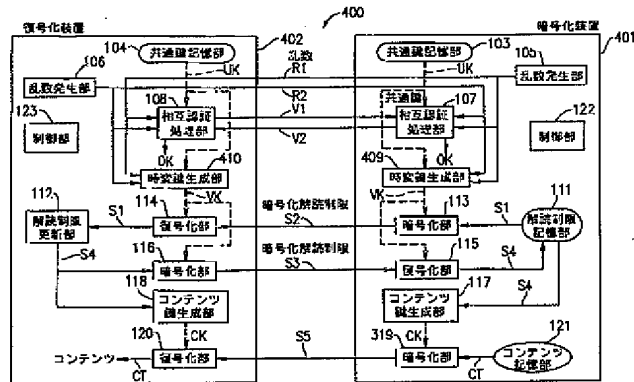 400
復号化装置
402
暗号化装置
401
104
共通鍵記憶部
UK
乱数
R1
共通鍵記憶部
103
UK
105
乱数発生部
106
乱数発生部
R2
共通鍵
123
制御部
108
相互認証
処理部
V1
V2
107
相互認証
処理部
122
制御部
OK
410
時変鍵生成部
VK
OK
409
時変鍵生成部
VK
112
解読制限
更新部
S1
114
復号化部
暗号化解読制限
S2
113
暗号化部
S1
111
解読制限
記憶部
S4
116
暗号化部
暗号化解読制限
S3
115
復号化部
S4
118
コンテンツ
鍵生成部
117
コンテンツ
鍵生成部
S4
CK
CK
120
復号化部
コンテンツ
CT
S5
319
暗号化部
CT
121
コンテンツ
記憶部